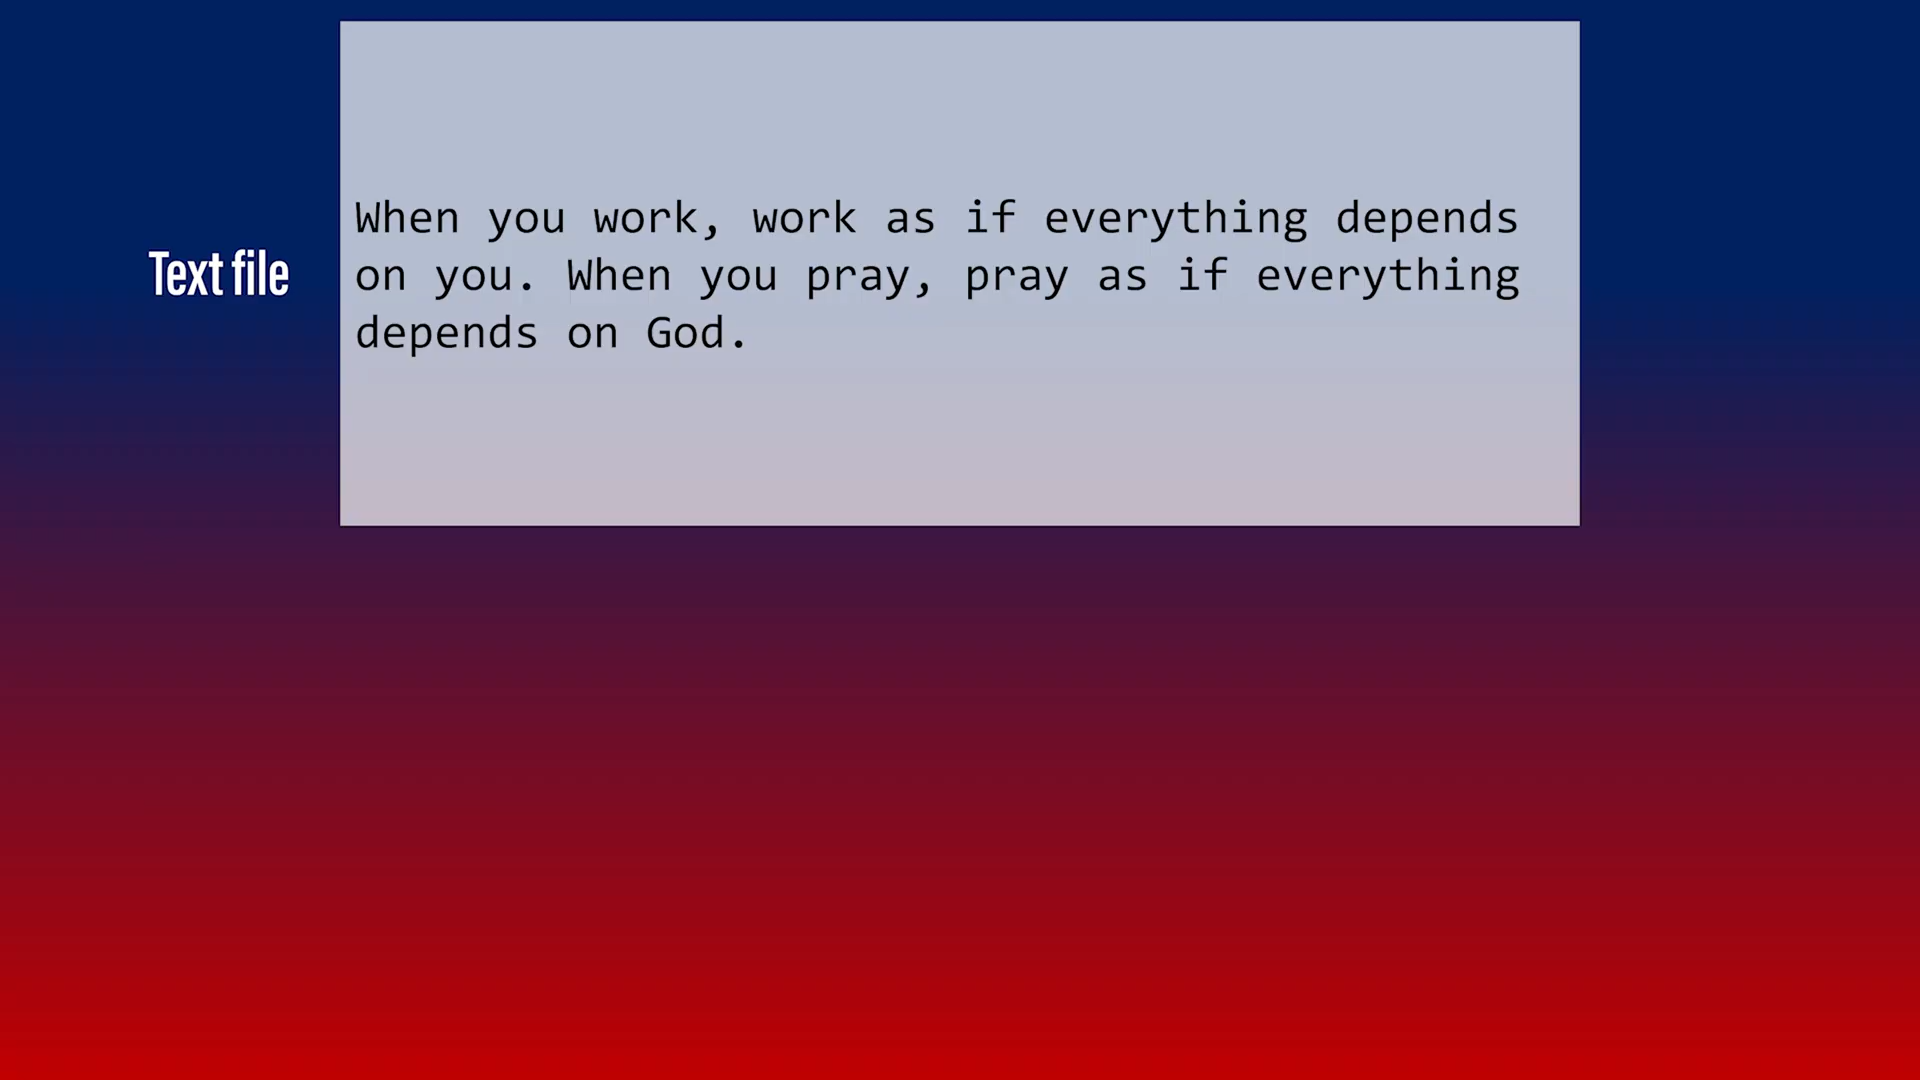 Text file
When you work, work as if everything depends
on you. When you pray, pray as if everything
depends on God.